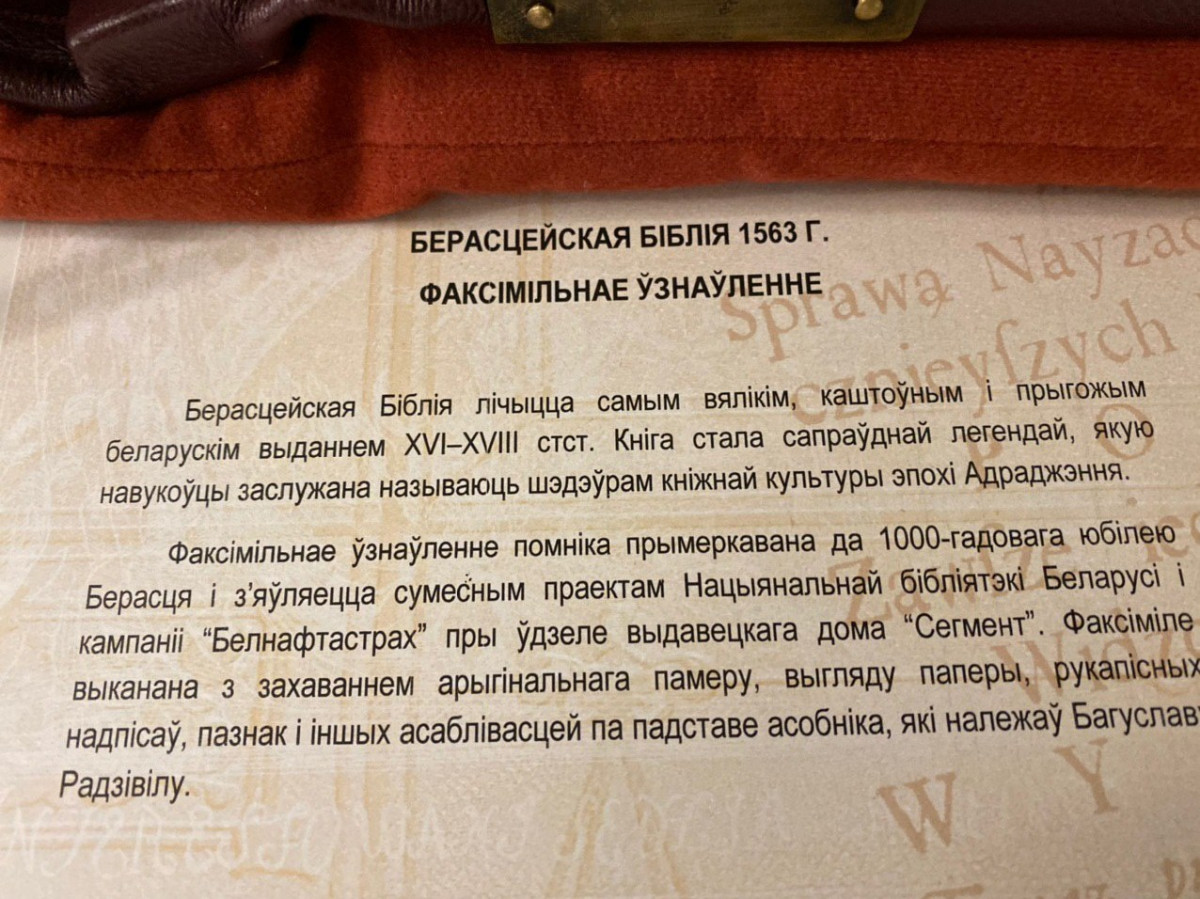 БЕРАСЦЕЙСКАЯ БІБЛІЯ 1563 Г.
ФАКСІМІЛЬНАЕ ЎЗНАЎЛЕННЕ
Sprawą Nayzac
cznieyſzych
Берасцейская Біблія лічыцца самым вялікім, каштоўным і прыгожым
беларускім выданнем XVI–XVIII стст. Кніга стала сапраўднай легендай, якую
навукоўцы заслужана называюць шэдэўрам кніжнай культуры эпохі Адраджэння.
Факсімільнае ўзнаўленне помніка прымеркавана да 1000-гадовага юбілею
Берасця і з’яўляецца сумесным праектам Нацыянальнай бібліятэкі Беларусі і
кампаніі “Белнафтастрах” пры ўдзеле выдавецкага дома “Сегмент”. Факсіміле
выканана з захаваннем арыгінальнага памеру, выгляду паперы, рукапісных
надпісаў, пазнак і іншых асаблівасцей па падставе асобніка, які належаў Багуслав
Радзівілу.
W Y